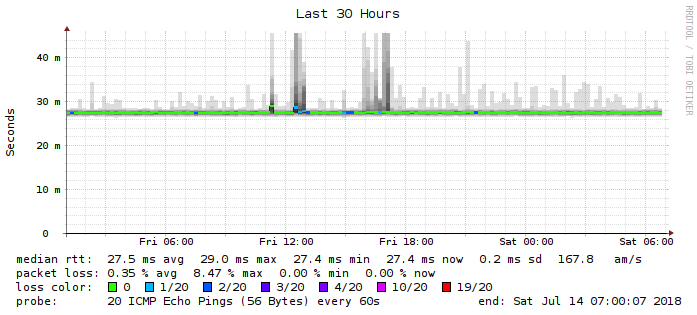 Last 30 Hours
RRDTOOL / TOBI OETIKER
Seconds
40 m
30 m
20 m
10 m
0
Fri 06:00 Fri 12:00 Fri 18:00 Sat 00:00 Sat 06:00
median rtt: 27.5 ms avg 29.0 ms max 27.4 ms min 27.4 ms now 0.2 ms sd 167.8 am/s
packet loss: 0.35 % avg 8.47 % max 0.00 % min 0.00 % now
loss color: 0 1/20 2/20 3/20 4/20 10/20 19/20
probe: 20 ICMP Echo Pings (56 Bytes) every 60s end: Sat Jul 14 07:00:07 2018